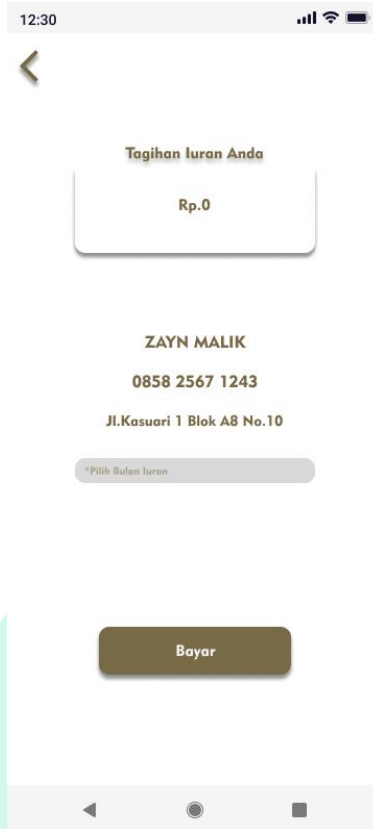 12:30
Tagihan Iuran Anda
Rp.0
ZAYN MALIK
0858 2567 1243
Jl.Kasuari 1 Blok A8 No.10
*Pilih Bulan Iuran
Bayar